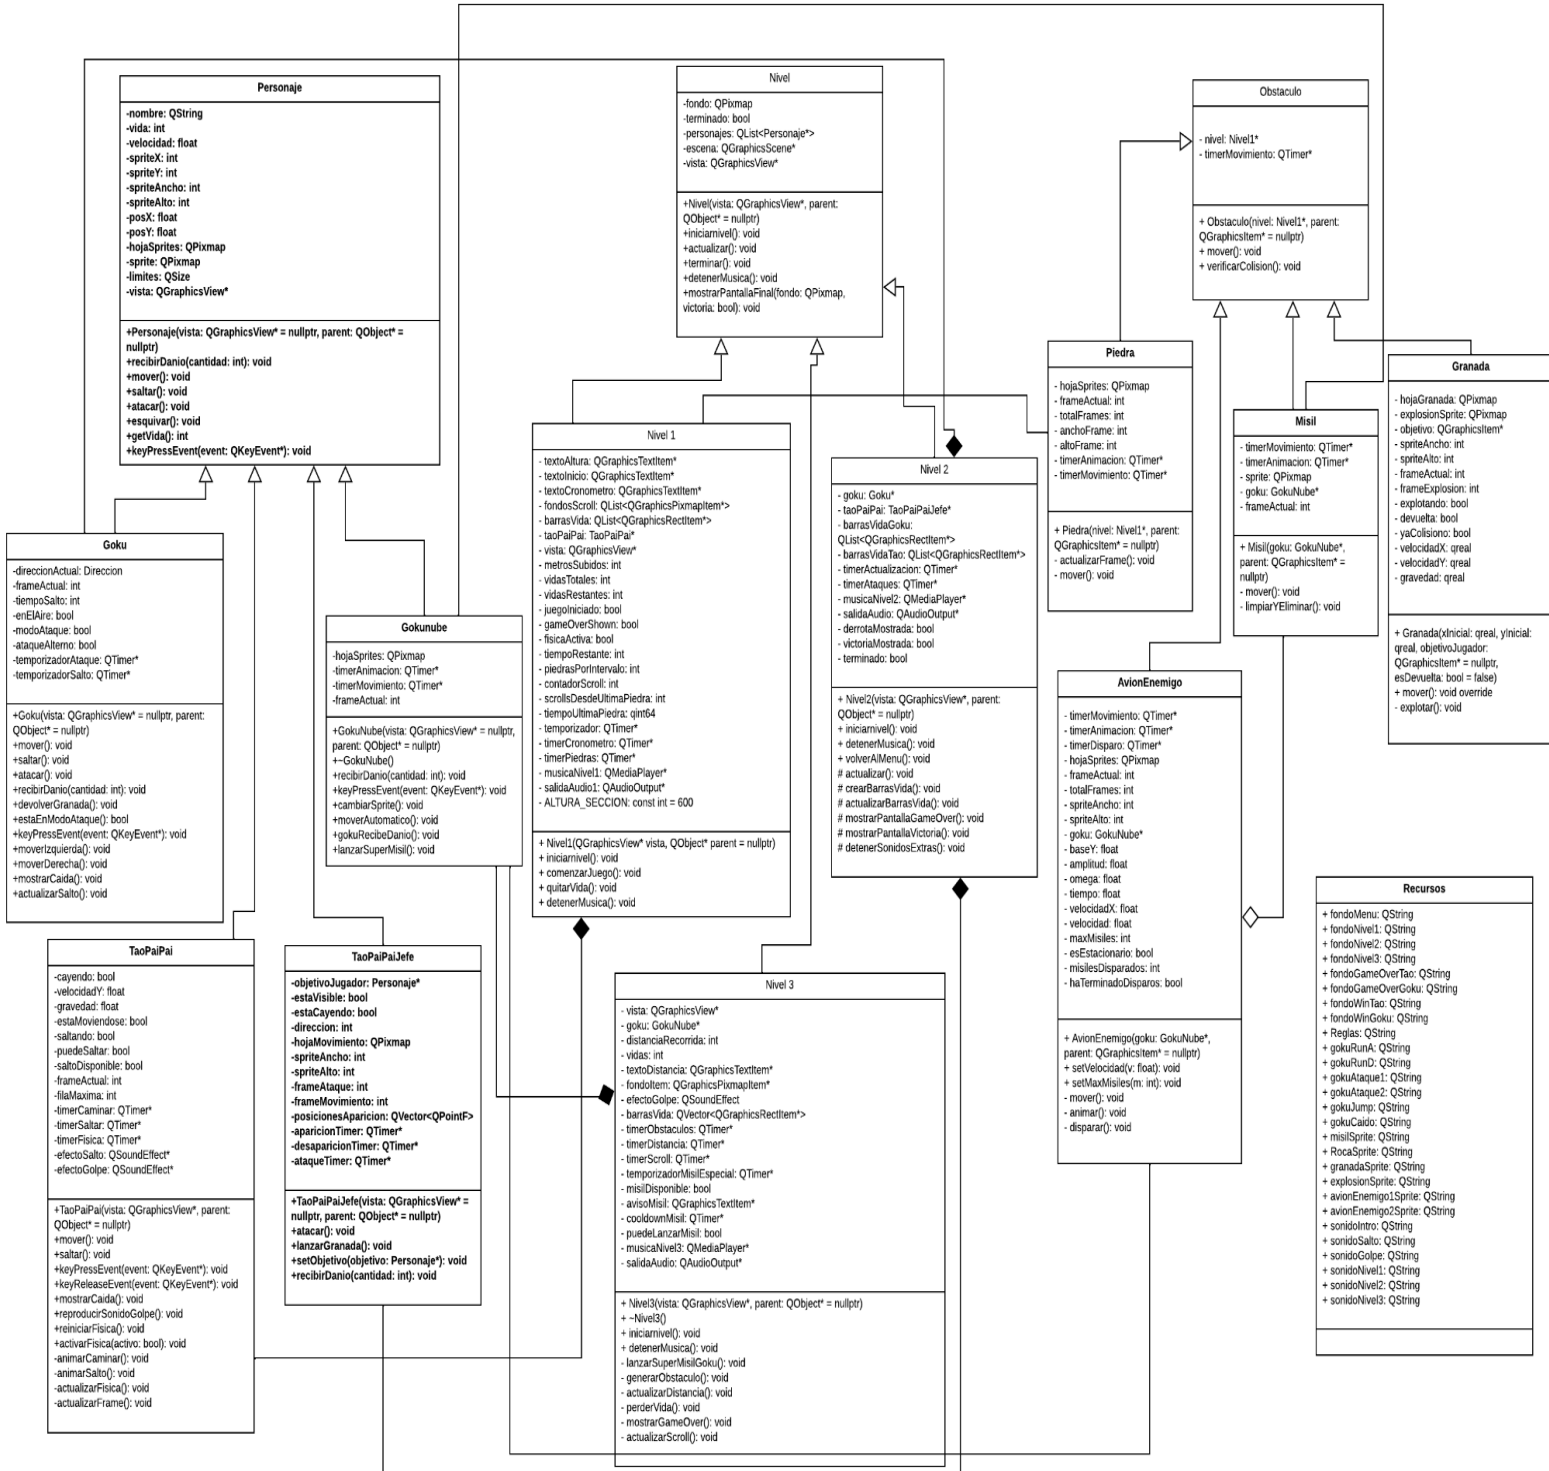 Personaje
-nombre: QString
-vida: int
-velocidad: float
-spriteX: int
-spriteY: int
-spriteAncho: int
-spriteAlto: int
-posX: float
-posY: float
-hojaSprites: QPixmap
-sprite: QPixmap
-limites: QSize
-vista: QGraphicsView*
+Personaje(vista: QGraphicsView* = nullptr, parent: QObject* =
nullptr)
+recibirDanio(cantidad: int): void
+mover(): void
+saltar(): void
+atacar(): void
+esquivar(): void
+getVida(): int
+keyPressEvent(event: QKeyEvent*): void
Nivel
-fondo: QPixmap
-terminado: bool
-personajes: QList<Personaje*>
-escena: QGraphicsScene*
-vista: QGraphicsView*
+Nivel(vista: QGraphicsView*, parent:
QObject* = nullptr)
+iniciarnivel(): void
+actualizar(): void
+terminar(): void
+detenerMusica(): void
+mostrarPantallaFinal(fondo: QPixmap,
victoria: bool): void
Obstaculo
- nivel: Nivel1*
- timerMovimiento: QTimer*
+ Obstaculo(nivel: Nivel1*, parent:
QGraphicsItem* = nullptr)
+ mover(): void
+ verificarColision(): void
Piedra
- hojaSprites: QPixmap
- frameActual: int
- totalFrames: int
- anchoFrame: int
- altoFrame: int
- timerAnimacion: QTimer*
- timerMovimiento: QTimer*
+ Piedra(nivel: Nivel1*, parent:
QGraphicsItem* = nullptr)
- actualizarFrame(): void
- mover(): void
Misil
- timerMovimiento: QTimer*
- timerAnimacion: QTimer*
- sprite: QPixmap
- goku: GokuNube*
- frameActual: int
+ Misil(goku: GokuNube*,
parent: QGraphicsItem* =
nullptr)
- mover(): void
- limpiarYEliminar(): void
Granada
- hojaGranada: QPixmap
- explosionSprite: QPixmap
- objetivo: QGraphicsItem*
- spriteAncho: int
- spriteAlto: int
- frameActual: int
- frameExplosion: int
- explotando: bool
- devuelta: bool
- yaColisiono: bool
- velocidadX: qreal
- velocidadY: qreal
- gravedad: qreal
+ Granada(xInicial: qreal, yInicial:
qreal, objetivoJugador:
QGraphicsItem* = nullptr,
esDevuelta: bool = false)
+ mover(): void override
- explotar(): void
Goku
-direccionActual: Direccion
-frameActual: int
-tiempoSalto: int
-enElAire: bool
-modoAtaque: bool
-ataqueAlterno: bool
-temporizadorAtaque: QTimer*
-temporizadorSalto: QTimer*
+Goku(vista: QGraphicsView* = nullptr, parent:
QObject* = nullptr)
+mover(): void
+saltar(): void
+atacar(): void
+recibirDanio(cantidad: int): void
+devolverGranada(): void
+estaEnModoAtaque(): bool
+keyPressEvent(event: QKeyEvent*): void
+moverIzquierda(): void
+moverDerecha(): void
+mostrarCaida(): void
+actualizarSalto(): void
Gokunube
-hojaSprites: QPixmap
-timerAnimacion: QTimer*
-timerMovimiento: QTimer*
-frameActual: int
+GokuNube(vista: QGraphicsView* = nullptr,
parent: QObject* = nullptr)
+~GokuNube()
+recibirDanio(cantidad: int): void
+keyPressEvent(event: QKeyEvent*): void
+cambiarSprite(): void
+moverAutomatico(): void
+gokuRecibeDanio(): void
+lanzarSuperMisil(): void
Nivel 1
- textoAltura: QGraphicsTextItem*
- textoInicio: QGraphicsTextItem*
- textoCronometro: QGraphicsTextItem*
- fondosScroll: QList<QGraphicsPixmapItem*>
- barrasVida: QList<QGraphicsRectItem*>
- taoPaiPai: TaoPaiPai*
- vista: QGraphicsView*
- metrosSubidos: int
- vidasTotales: int
- vidasRestantes: int
- juegoIniciado: bool
- gameOverShown: bool
- fisicaActiva: bool
- tiempoRestante: int
- piedrasPorIntervalo: int
- contadorScroll: int
- scrollsDesdeUltimaPiedra: int
- tiempoUltimaPiedra: qint64
- temporizador: QTimer*
- timerCronometro: QTimer*
- timerPiedras: QTimer*
- musicaNivel1: QMediaPlayer*
- salidaAudio1: QAudioOutput*
- ALTURA_SECCION: const int = 600
+ Nivel1(QGraphicsView* vista, QObject* parent = nullptr)
+ iniciarnivel(): void
+ comenzarJuego(): void
+ quitarVida(): void
+ detenerMusica(): void
Nivel 2
- goku: Goku*
- taoPaiPai: TaoPaiPaiJefe*
- barrasVidaGoku:
QList<QGraphicsRectItem*>
- barrasVidaTao: QList<QGraphicsRectItem*>
- timerActualizacion: QTimer*
- timerAtaques: QTimer*
- musicaNivel2: QMediaPlayer*
- salidaAudio: QAudioOutput*
- derrotaMostrada: bool
- victoriaMostrada: bool
- terminado: bool
+ Nivel2(vista: QGraphicsView*, parent:
QObject* = nullptr)
+ iniciarnivel(): void
+ detenerMusica(): void
+ volverAlMenu(): void
# actualizar(): void
# crearBarrasVida(): void
# actualizarBarrasVida(): void
# mostrarPantallaGameOver(): void
# mostrarPantallaVictoria(): void
# detenerSonidosExtras(): void
AvionEnemigo
- timerMovimiento: QTimer*
- timerAnimacion: QTimer*
- timerDisparo: QTimer*
- hojaSprites: QPixmap
- frameActual: int
- totalFrames: int
- spriteAncho: int
- spriteAlto: int
- goku: GokuNube*
- baseY: float
- amplitud: float
- omega: float
- tiempo: float
- velocidadX: float
- velocidad: float
- maxMisiles: int
- esEstacionario: bool
- misilesDisparados: int
- haTerminadoDisparos: bool
+ AvionEnemigo(goku: GokuNube*,
parent: QGraphicsItem* = nullptr)
+ setVelocidad(v: float): void
+ setMaxMisiles(m: int): void
- mover(): void
- animar(): void
- disparar(): void
Recursos
+ fondoMenu: QString
+ fondoNivel1: QString
+ fondoNivel2: QString
+ fondoNivel3: QString
+ fondoGameOverTao: QString
+ fondoGameOverGoku: QString
+ fondoWinTao: QString
+ fondoWinGoku: QString
+ Reglas: QString
+ gokuRunA: QString
+ gokuRunD: QString
+ gokuAtaque1: QString
+ gokuAtaque2: QString
+ gokuJump: QString
+ gokuCaido: QString
+ misilSprite: QString
+ RocaSprite: QString
+ granadaSprite: QString
+ explosionSprite: QString
+ avionEnemigo1Sprite: QString
+ avionEnemigo2Sprite: QString
+ sonidoIntro: QString
+ sonidoSalto: QString
+ sonidoGolpe: QString
+ sonidoNivel1: QString
+ sonidoNivel2: QString
+ sonidoNivel3: QString
TaoPaiPai
-cayendo: bool
-velocidadY: float
-gravedad: float
-estaMoviendose: bool
-saltando: bool
-puedeSaltar: bool
-saltoDisponible: bool
-frameActual: int
-filaMaxima: int
-timerCaminar: QTimer*
-timerSaltar: QTimer*
-timerFisica: QTimer*
-efectoSalto: QSoundEffect*
-efectoGolpe: QSoundEffect*
+TaoPaiPai(vista: QGraphicsView*, parent:
QObject* = nullptr)
+mover(): void
+saltar(): void
+keyPressEvent(event: QKeyEvent*): void
+keyReleaseEvent(event: QKeyEvent*): void
+mostrarCaida(): void
+reproducirSonidoGolpe(): void
+reiniciarFisica(): void
+activarFisica(activo: bool): void
-animarCaminar(): void
-animarSalto(): void
-actualizarFisica(): void
-actualizarFrame(): void
TaoPaiPaiJefe
-objetivoJugador: Personaje*
-estaVisible: bool
-estaCayendo: bool
-direccion: int
-hojaMovimiento: QPixmap
-spriteAncho: int
-spriteAlto: int
-frameAtaque: int
-frameMovimiento: int
-posicionesAparicion: QVector<QPointF>
-aparicionTimer: QTimer*
-desaparicionTimer: QTimer*
-ataqueTimer: QTimer*
+TaoPaiPaiJefe(vista: QGraphicsView* =
nullptr, parent: QObject* = nullptr)
+atacar(): void
+lanzarGranada(): void
+setObjetivo(objetivo: Personaje*): void
+recibirDanio(cantidad: int): void
Nivel 3
- vista: QGraphicsView*
- goku: GokuNube*
- distanciaRecorrida: int
- vidas: int
- textoDistancia: QGraphicsTextItem*
- fondoItem: QGraphicsPixmapItem*
- efectoGolpe: QSoundEffect
- barrasVida: QVector<QGraphicsRectItem*>
- timerObstaculos: QTimer*
- timerDistancia: QTimer*
- timerScroll: QTimer*
- temporizadorMisilEspecial: QTimer*
- misilDisponible: bool
- avisoMisil: QGraphicsTextItem*
- cooldownMisil: QTimer*
- puedeLanzarMisil: bool
- musicaNivel3: QMediaPlayer*
- salidaAudio: QAudioOutput*
+ Nivel3(vista: QGraphicsView*, parent: QObject* = nullptr)
+ ~Nivel3()
+ iniciarnivel(): void
+ detenerMusica(): void
- lanzarSuperMisilGoku(): void
- generarObstaculo(): void
- actualizarDistancia(): void
- perderVida(): void
- mostrarGameOver(): void
- actualizarScroll(): void